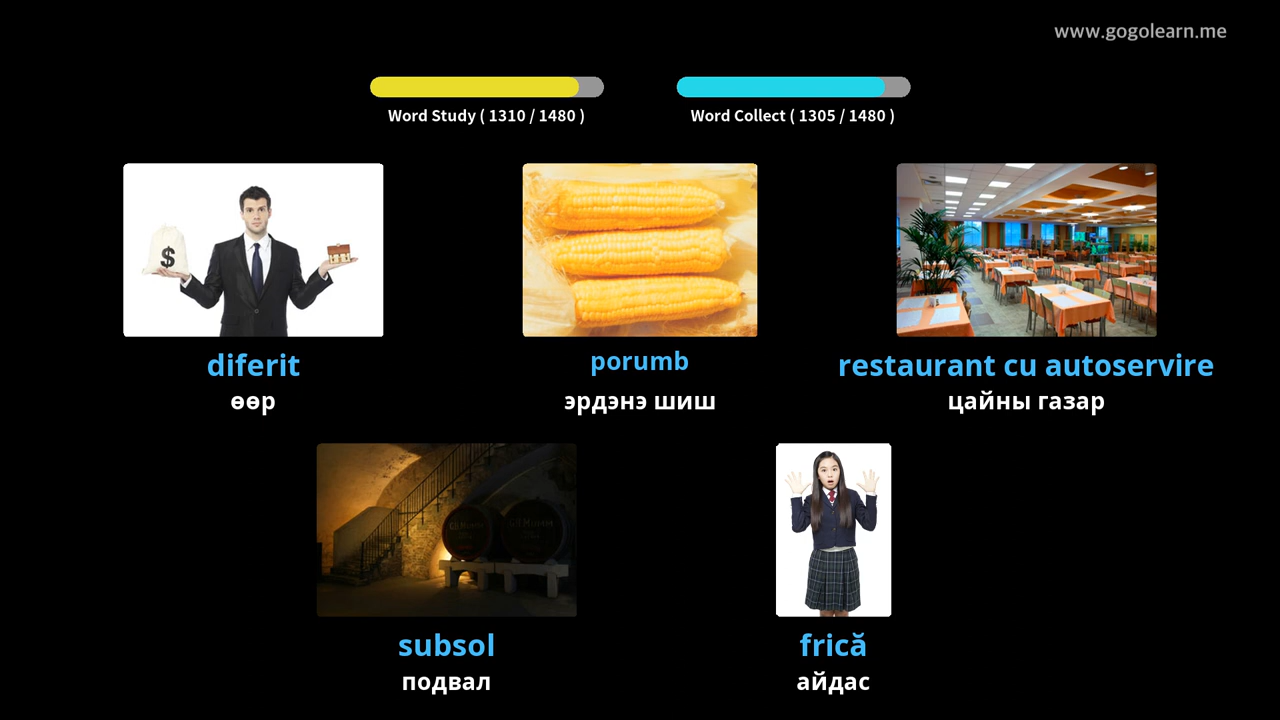 www.gogolearn.me
Word Study ( 1310 / 1480 )
Word Collect ( 1305 / 1480 )
$
diferit
өөр
porumb
эрдэнэ шиш
restaurant cu autoservire
цайны газар
subsol
подвал
frică
айдас